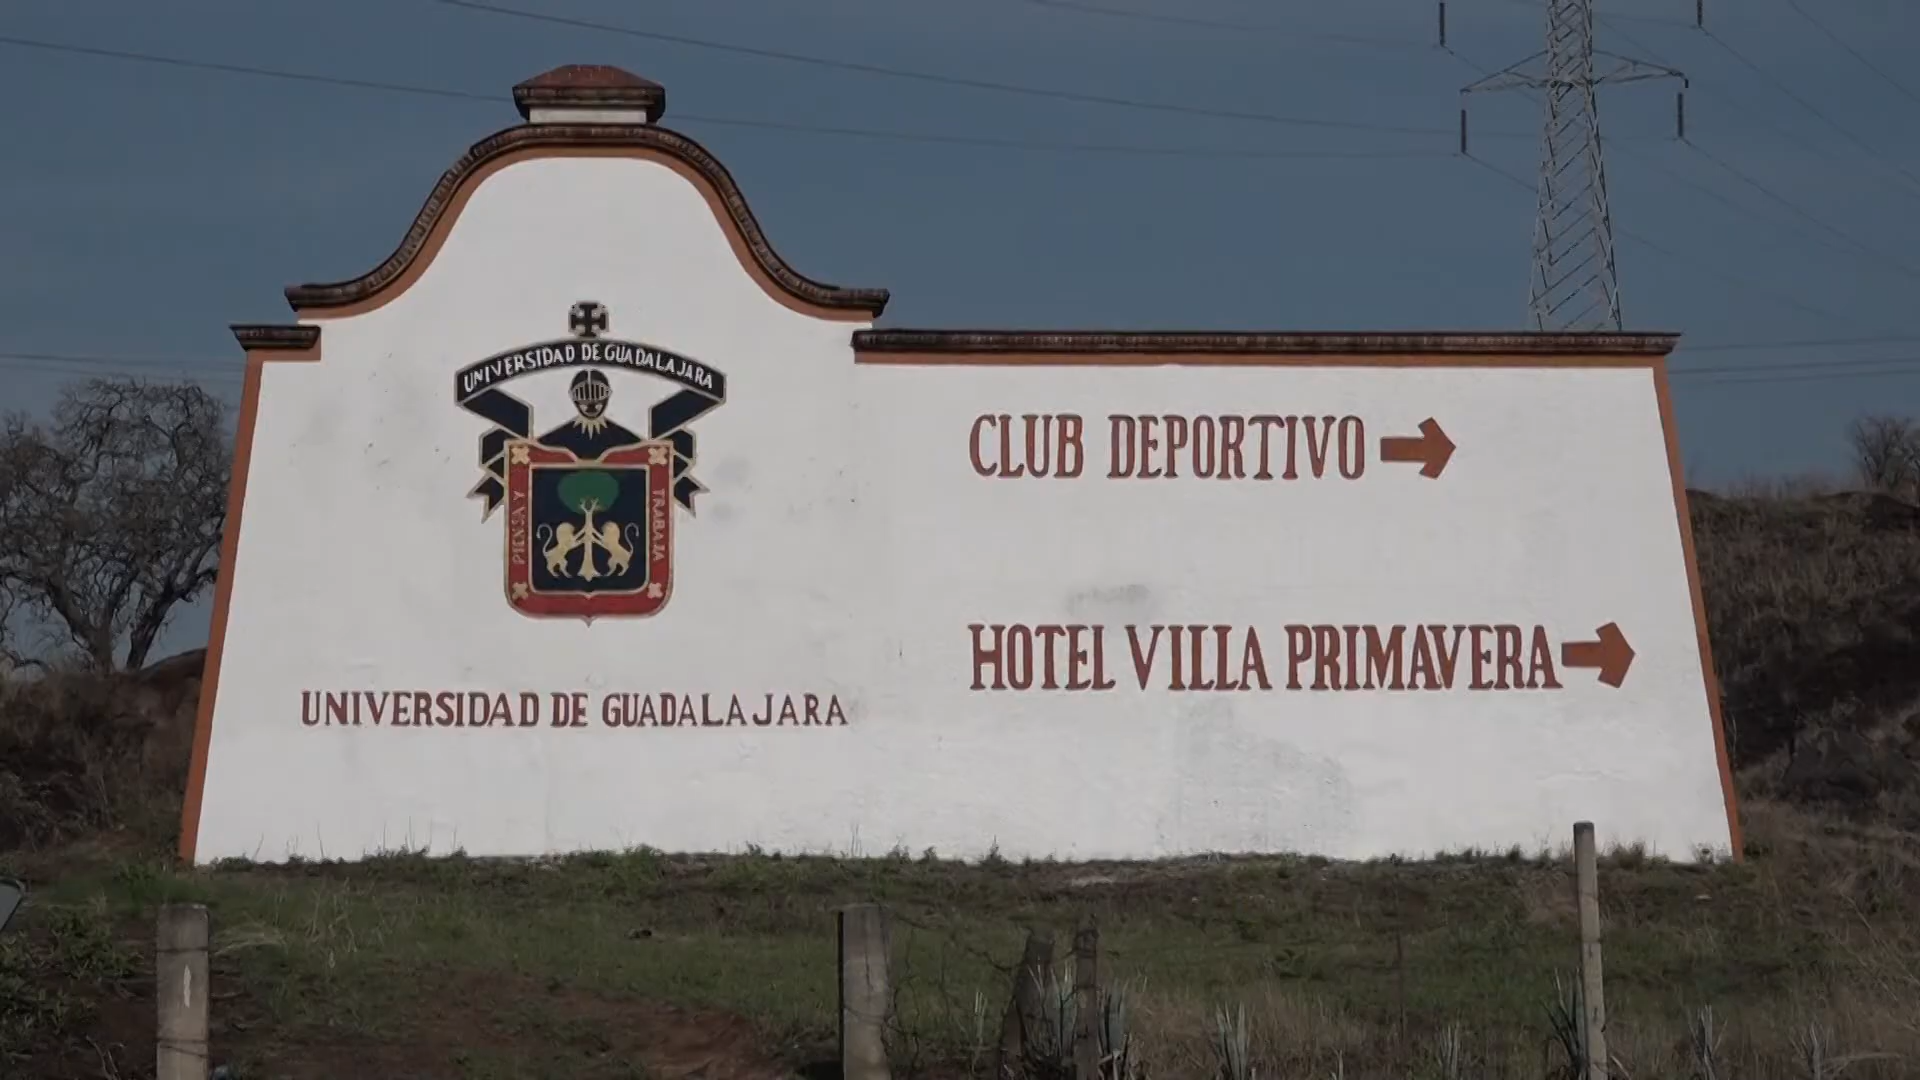 UNIVERSIDAD DE GUADALAJARA
PIENSA Y
TRABAJA
UNIVERSIDAD DE GUADALAJARA
CLUB DEPORTIVO
HOTEL VILLA PRIMAVERA